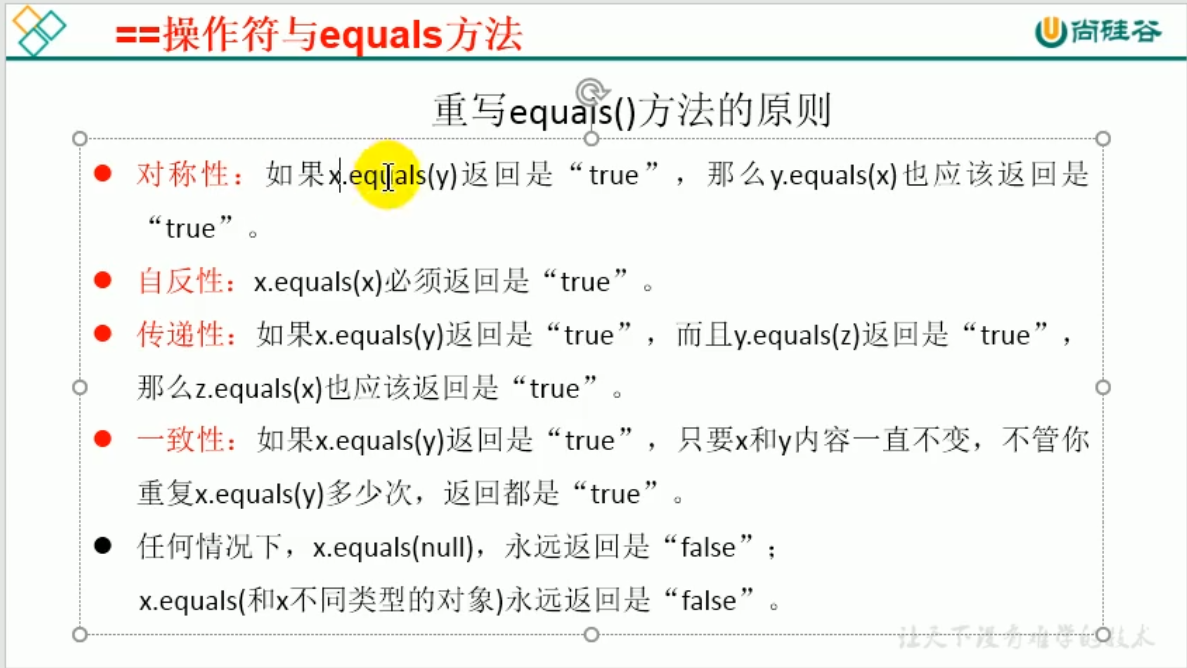 ==操作符与equals方法
尚硅谷
重写equals()方法的原则
对称性：如果x.equals(y)返回是“true”，那么y.equals(x)也应该返回是
“true”。
自反性：x.equals(x)必须返回是“true”。
传递性：如果x.equals(y)返回是“true”，而且y.equals(z)返回是“true”，
那么z.equals(x)也应该返回是“true”。
一致性：如果x.equals(y)返回是“true”，只要x和y内容一直不变，不管你
重复x.equals(y)多少次，返回都是“true”。
任何情况下，x.equals(null)，永远返回是“false”；
x.equals(和x不同类型的对象)永远返回是“false”。
让天下没有难学的技术